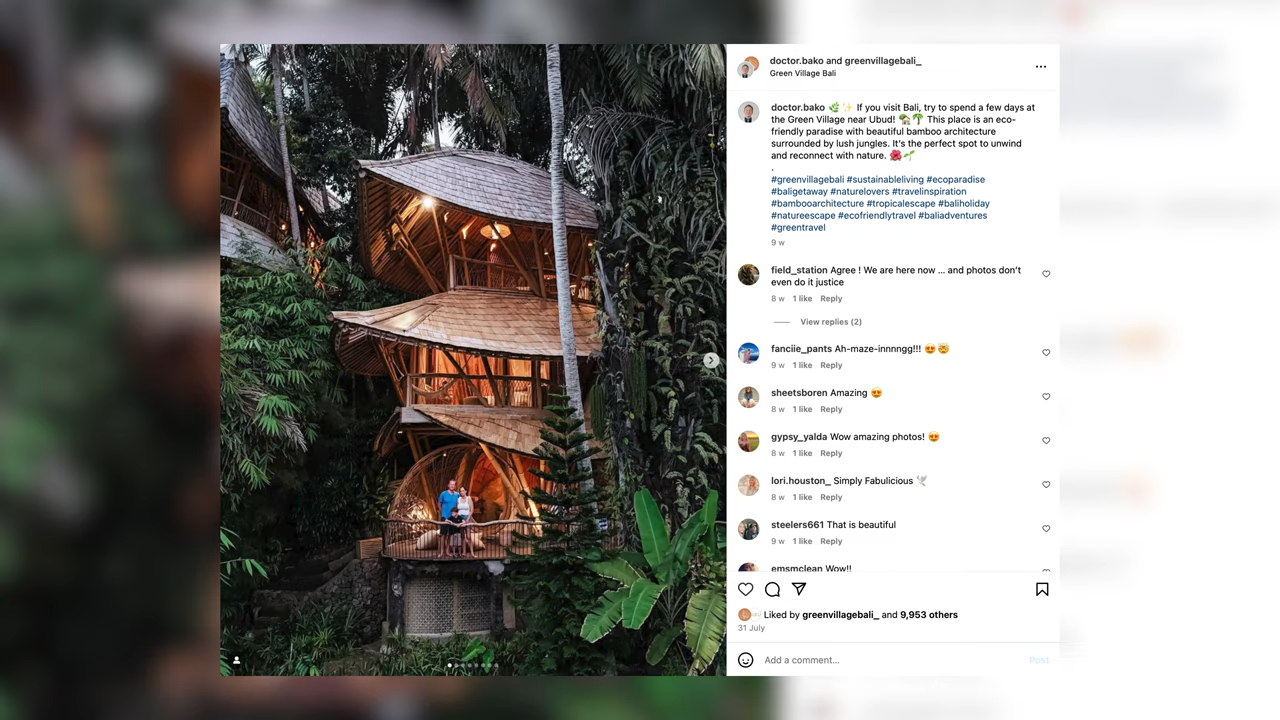 doctor.bako and greenvillagebali_
Green Village Bali
doctor.bako 🌿✨ If you visit Bali, try to spend a few days at
the Green Village near Ubud! 🏡🌴 This place is an eco-
friendly paradise with beautiful bamboo architecture
surrounded by lush jungles. It's the perfect spot to unwind
and reconnect with nature. 🌺🌱
.
#greenvillagebali #sustainableliving #ecoparadise
#baligetaway #naturelovers #travelinspiration
#bambooarchitecture #tropicalescape #baliholiday
#natureescape #ecofriendlytravel #baliadventures
#greentravel
9 w
field_station Agree ! We are here now ... and photos don't
even do it justice
8 w 1 like Reply
View replies (2)
fanciie_pants Ah-maze-innnngg!!! 😍🤯
9 w 1 like Reply
sheetsboren Amazing 😍
8 w 1 like Reply
gypsy_yalda Wow amazing photos! 😍
8 w 1 like Reply
lori.houston_ Simply Fabulicious 🕊️
8 w 1 like Reply
steelers661 That is beautiful
9 w 1 like Reply
emsmclean Wow!!
Liked by greenvillagebali_ and 9,953 others
31 July
Add a comment...
Post